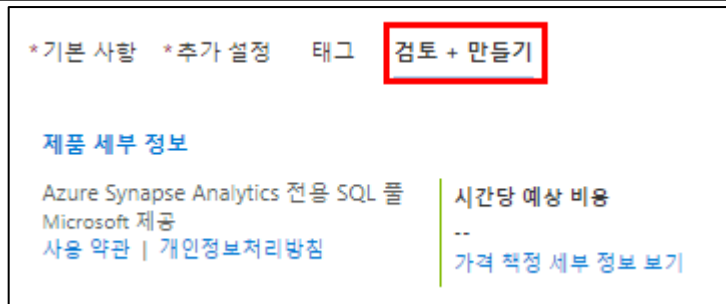 *기본 사항 *추가 설정 태그 검토 + 만들기
제품 세부 정보
Azure Synapse Analytics 전용 SQL 풀
Microsoft 제공
사용 약관 | 개인정보처리방침
시간당 예상 비용
--
가격 책정 세부 정보 보기